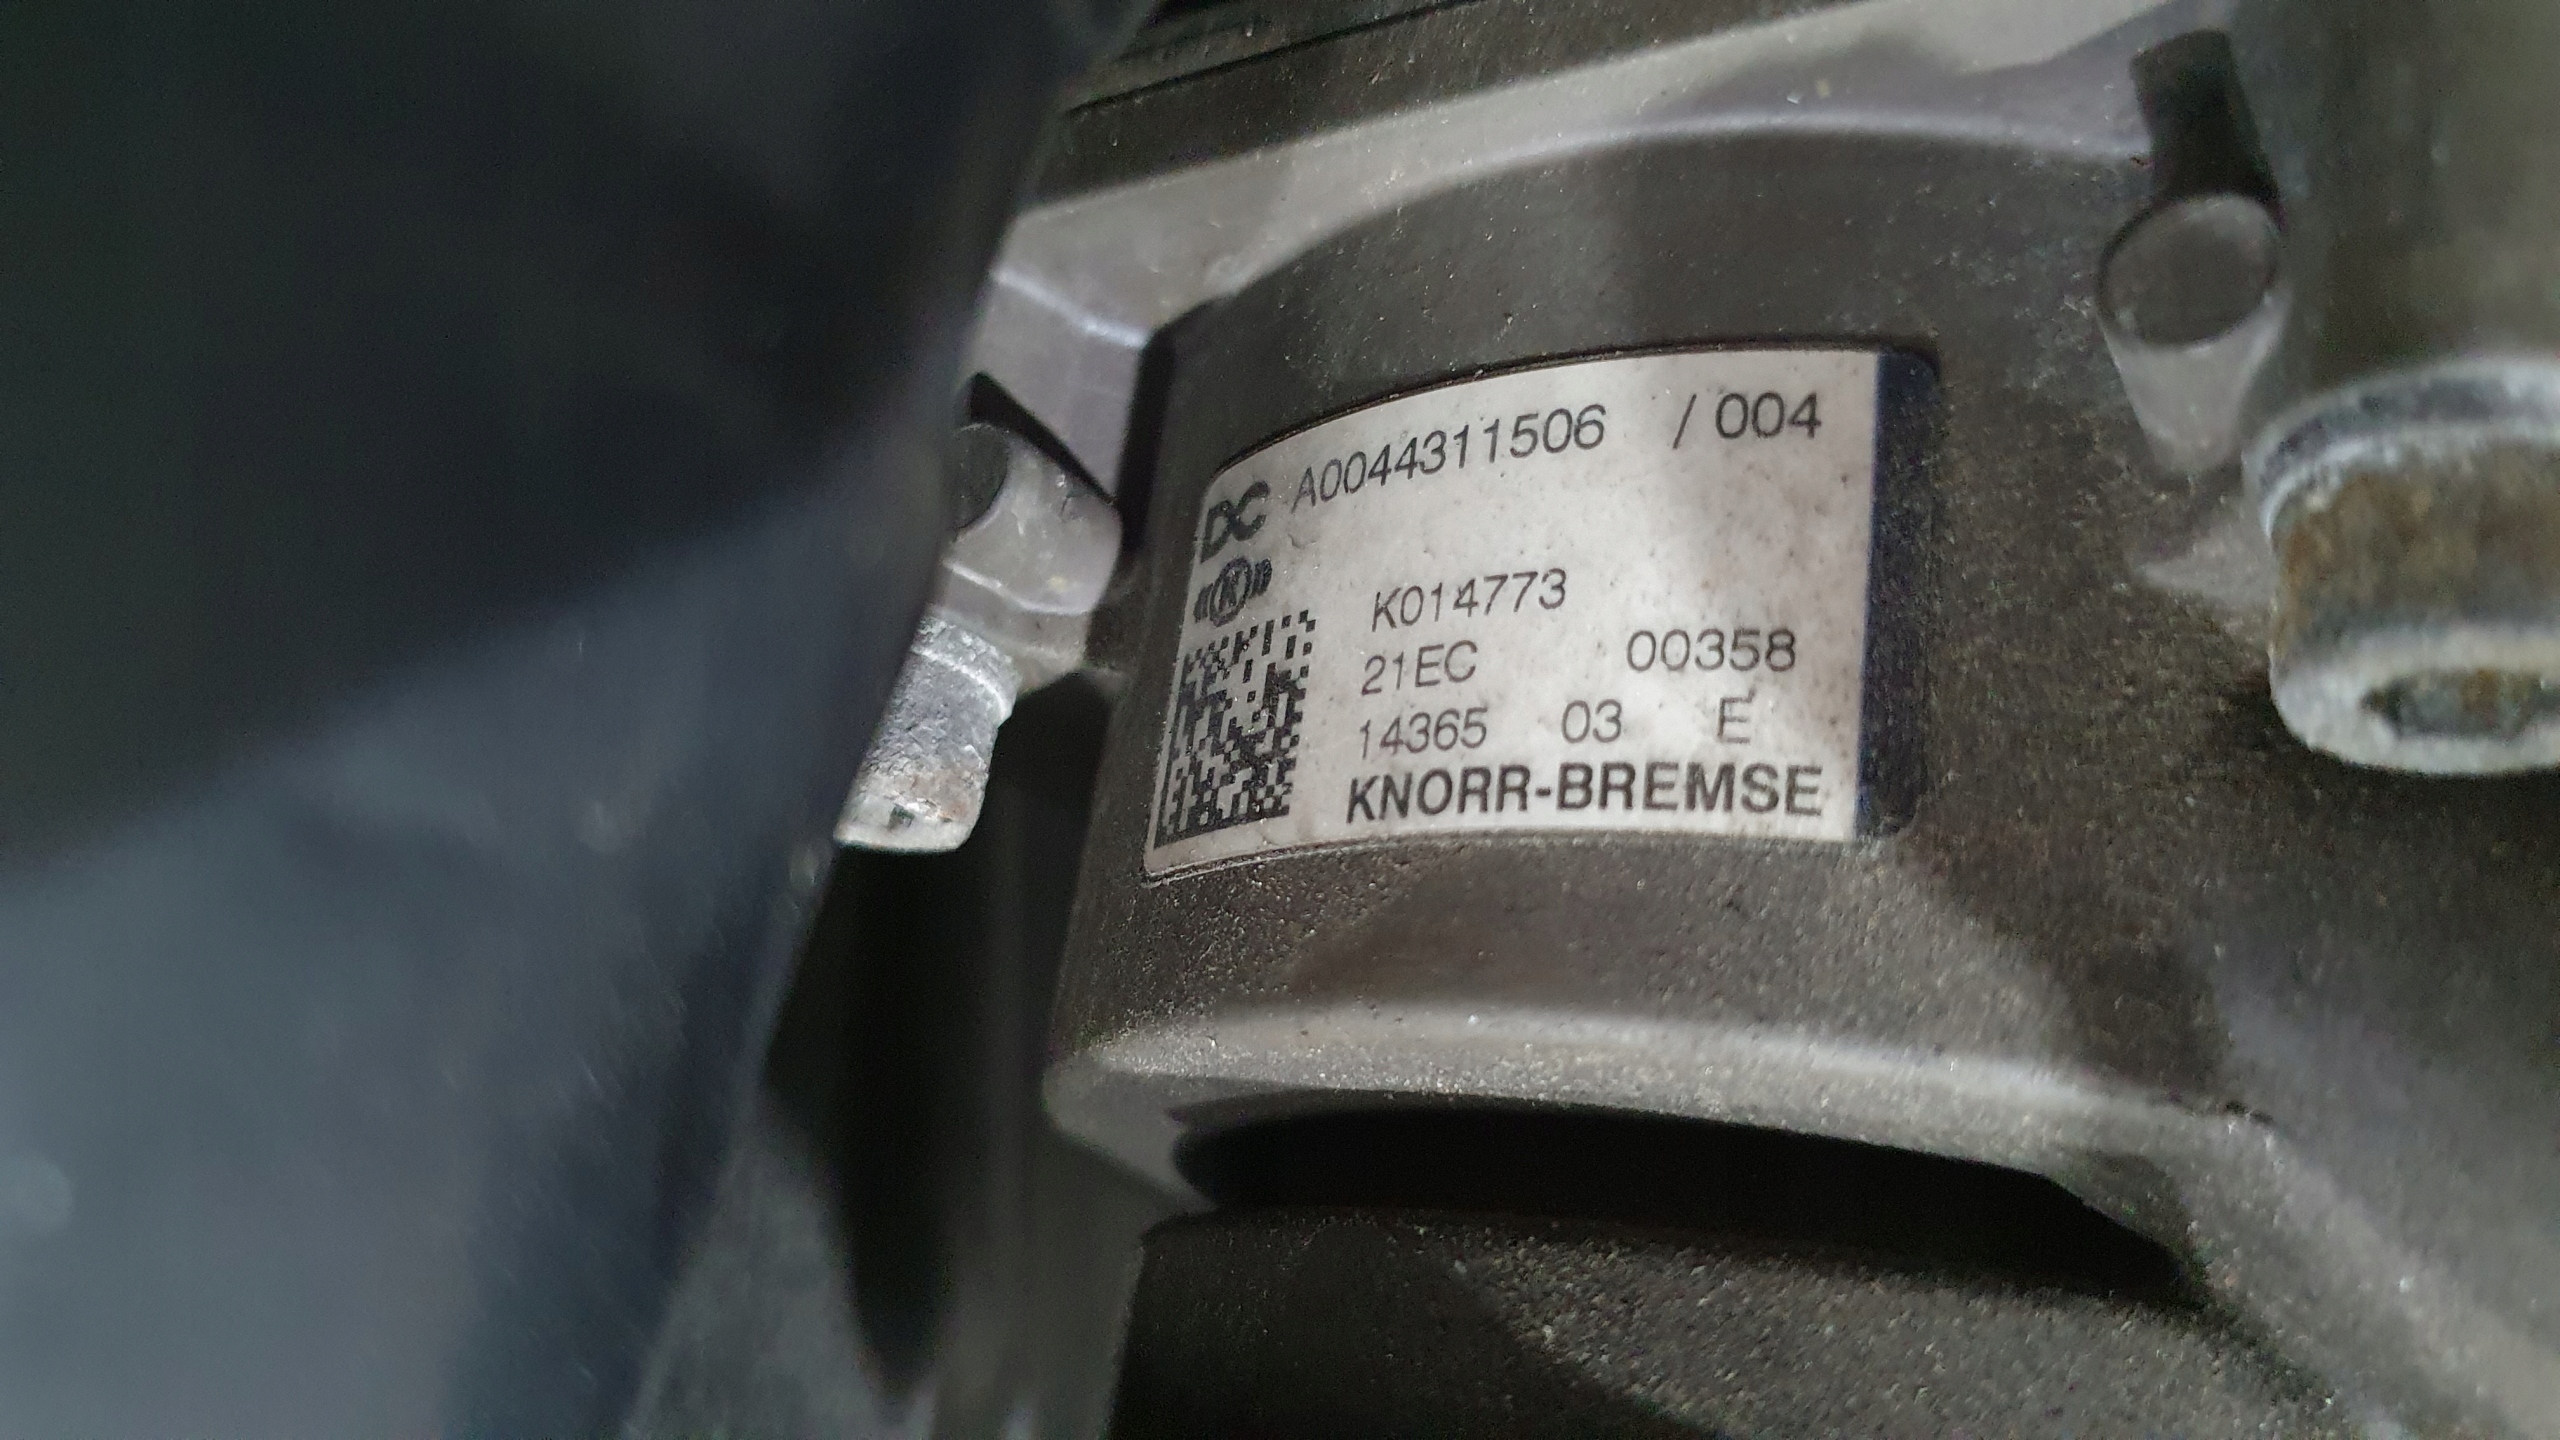 DC A0044311506 / 004
((K))
K014773
21EC 00358
14365 03 E
KNORR-BREMSE